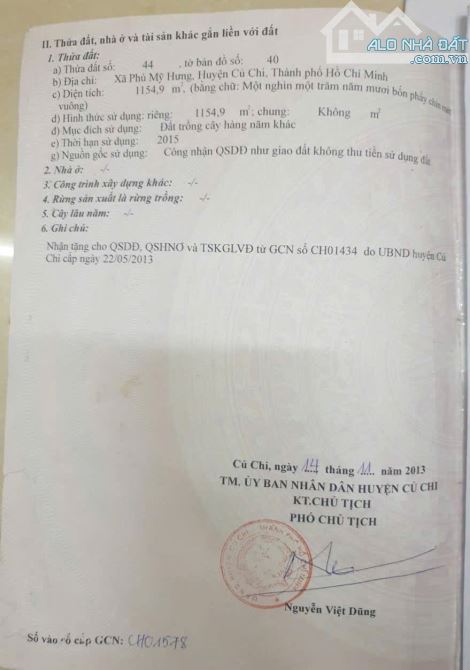 ALO NHÀ ĐẤT
II. Thửa đất, nhà ở và tài sản khác gắn liền với đất
1. Thửa đất:
a) Thửa đất số: 44 , tờ bản đồ số: 40
b) Địa chỉ: Xã Phú Mỹ Hưng, Huyện Củ Chi, Thành phố Hồ Chí Minh
c) Diện tích: 1154,9 m², (bằng chữ: Một nghìn một trăm năm mươi bốn phẩy chín mét
vuông)
d) Hình thức sử dụng: riêng: 1154,9 m²; chung: Không m²
đ) Mục đích sử dụng: Đất trồng cây hàng năm khác
e) Thời hạn sử dụng: 2015
g) Nguồn gốc sử dụng: Công nhận QSDĐ như giao đất không thu tiền sử dụng đất
2. Nhà ở: -/-
3. Công trình xây dựng khác: -/-
4. Rừng sản xuất là rừng trồng: -/-
5. Cây lâu năm: -/-
6. Ghi chú:
Nhận tặng cho QSDĐ, QSHNƠ và TSKGLVĐ từ GCN số CH01434 do UBND huyện Củ
Chi cấp ngày 22/05/2013
Củ Chi, ngày 14 tháng 11 năm 2013
TM. ỦY BAN NHÂN DÂN HUYỆN CỦ CHI
KT.CHỦ TỊCH
PHÓ CHỦ TỊCH
Nguyễn Việt Dũng
Số vào sổ cấp GCN: CH01578